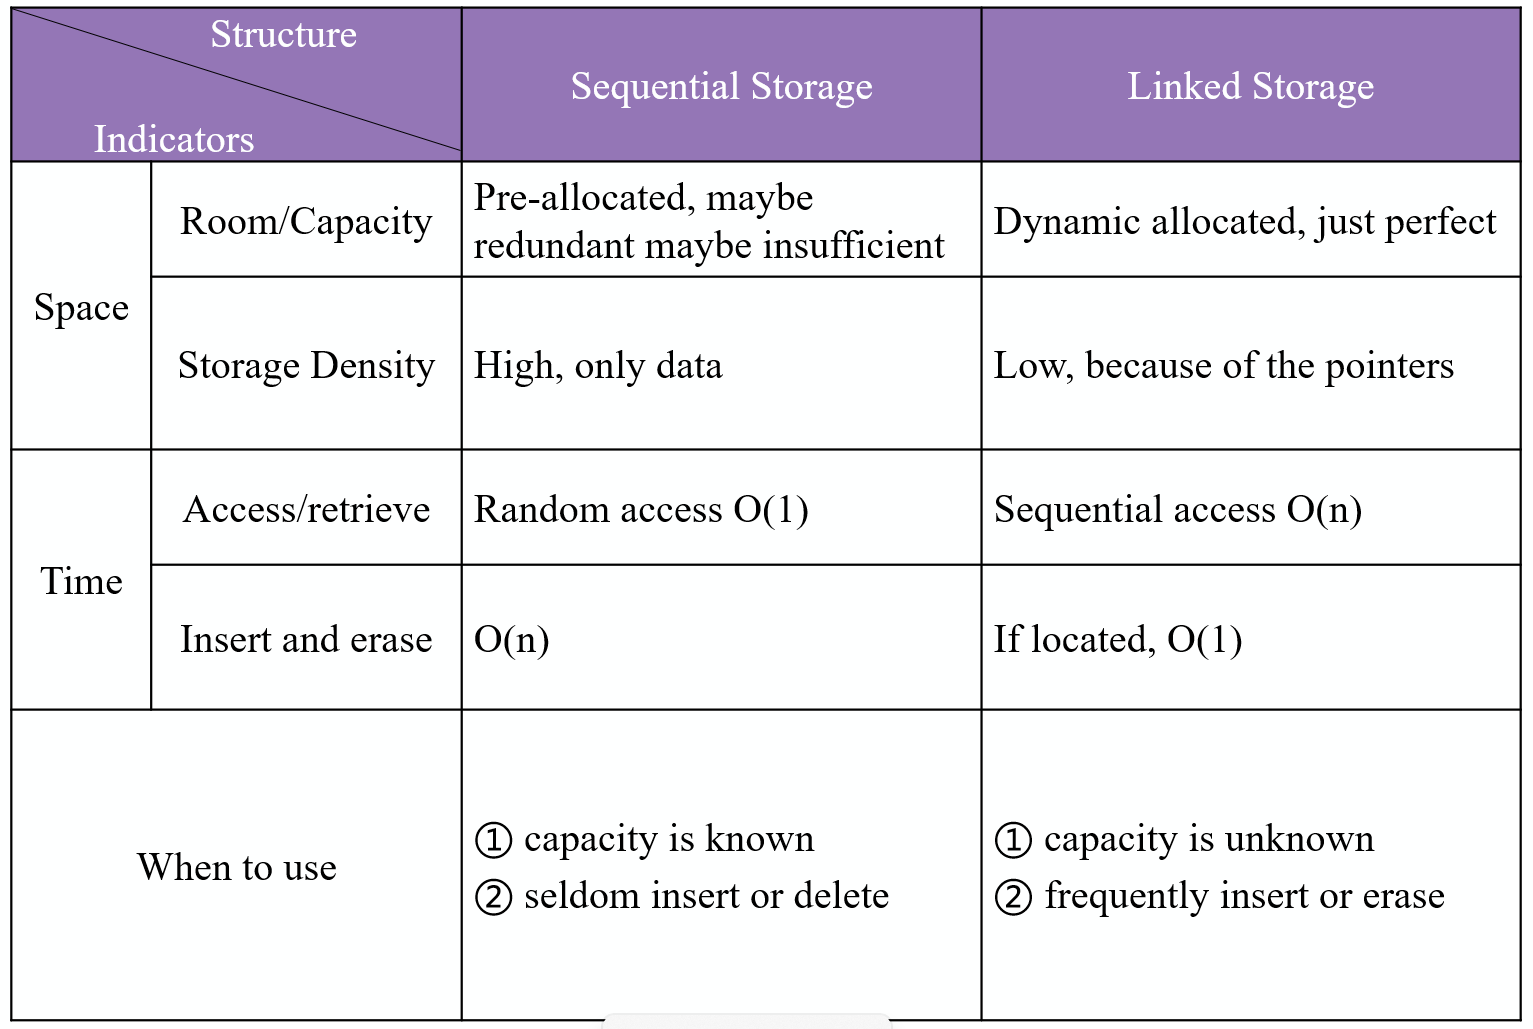 Structure
Indicators
Sequential Storage
Linked Storage
Space
Room/Capacity
Pre-allocated, maybe
redundant maybe insufficient
Dynamic allocated, just perfect
Storage Density
High, only data
Low, because of the pointers
Time
Access/retrieve
Random access O(1)
Sequential access O(n)
Insert and erase
O(n)
If located, O(1)
When to use
① capacity is known
② seldom insert or delete
① capacity is unknown
② frequently insert or erase